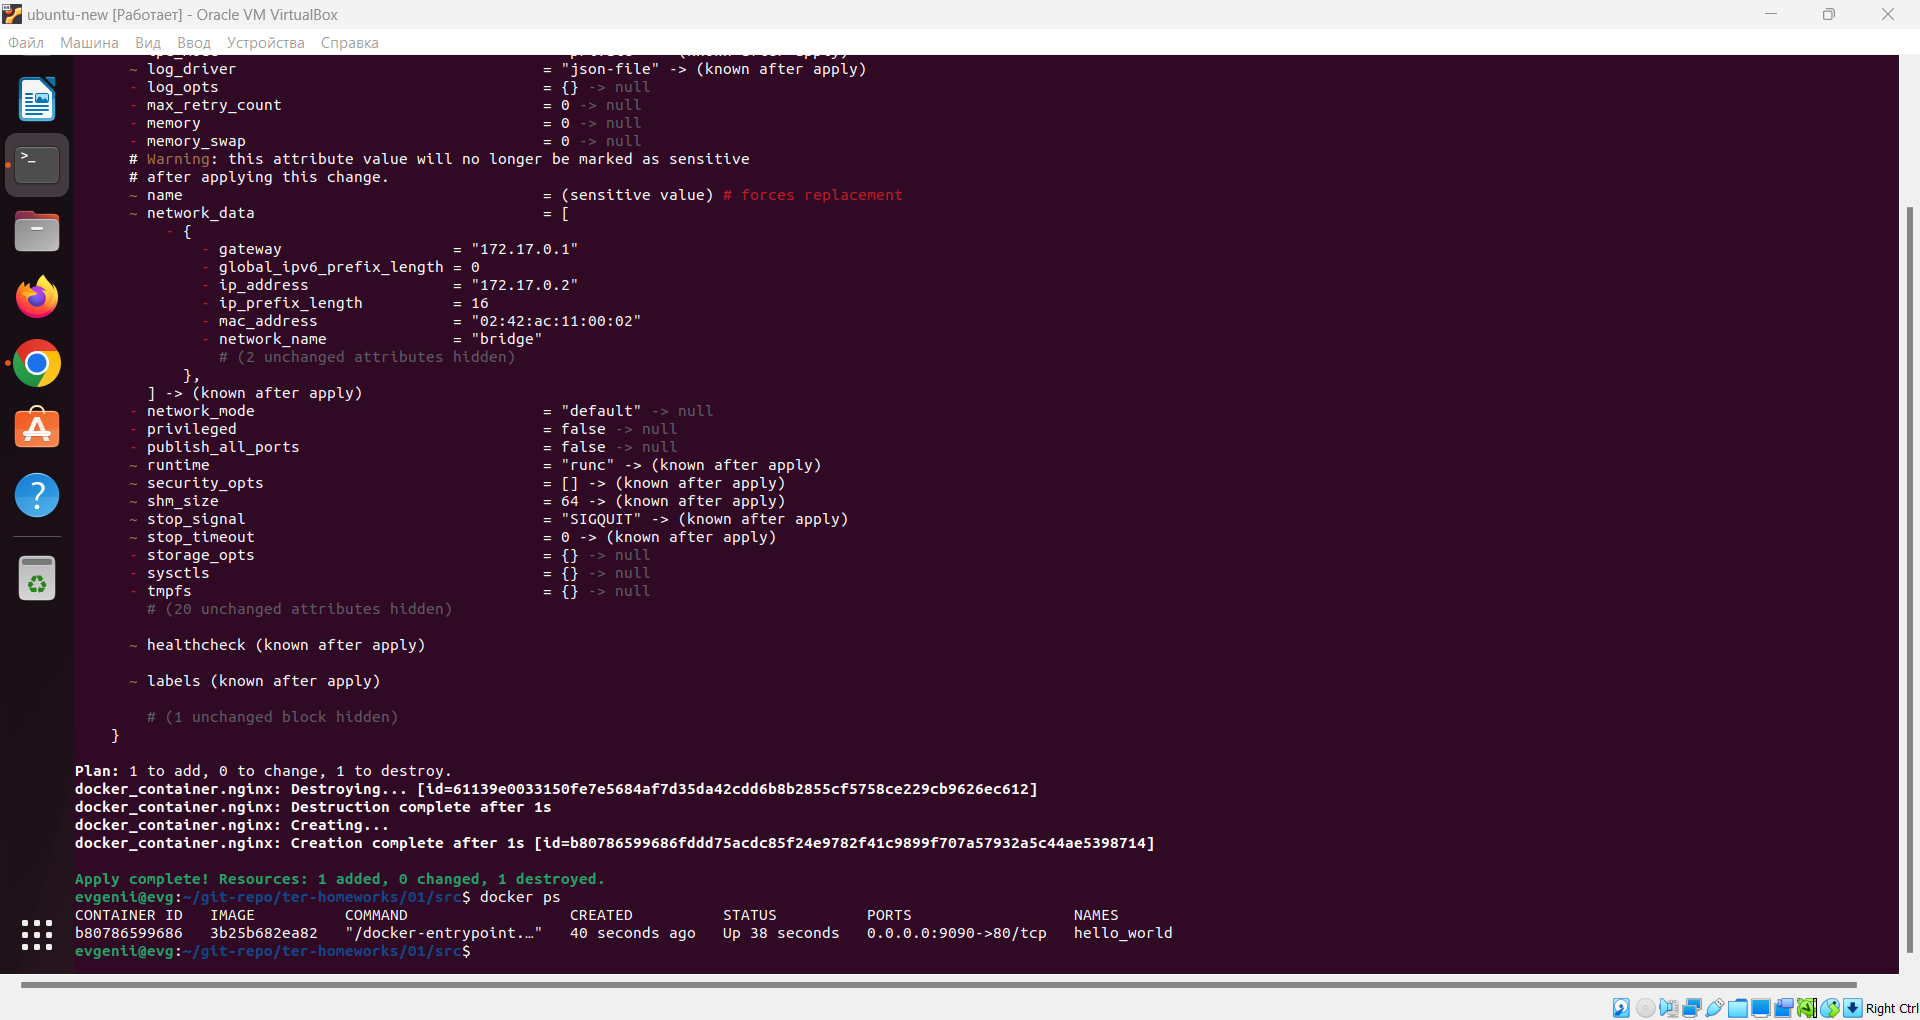 ubuntu-new [Работает] - Oracle VM VirtualBox
Файл Машина Вид Ввод Устройства Справка
~ log_driver = "json-file" -> (known after apply)
- log_opts = {} -> null
- max_retry_count = 0 -> null
- memory = 0 -> null
- memory_swap = 0 -> null
# Warning: this attribute value will no longer be marked as sensitive
# after applying this change.
~ name = (sensitive value) # forces replacement
~ network_data = [
- {
- gateway = "172.17.0.1"
- global_ipv6_prefix_length = 0
- ip_address = "172.17.0.2"
- ip_prefix_length = 16
- mac_address = "02:42:ac:11:00:02"
- network_name = "bridge"
# (2 unchanged attributes hidden)
},
] -> (known after apply)
- network_mode = "default" -> null
- privileged = false -> null
- publish_all_ports = false -> null
~ runtime = "runc" -> (known after apply)
~ security_opts = [] -> (known after apply)
~ shm_size = 64 -> (known after apply)
~ stop_signal = "SIGQUIT" -> (known after apply)
~ stop_timeout = 0 -> (known after apply)
- storage_opts = {} -> null
- sysctls = {} -> null
- tmpfs = {} -> null
# (20 unchanged attributes hidden)
~ healthcheck (known after apply)
~ labels (known after apply)
# (1 unchanged block hidden)
}
Plan: 1 to add, 0 to change, 1 to destroy.
docker_container.nginx: Destroying... [id=61139e0033150fe7e5684af7d35da42cdd6b8b2855cf5758ce229cb9626ec612]
docker_container.nginx: Destruction complete after 1s
docker_container.nginx: Creating...
docker_container.nginx: Creation complete after 1s [id=b80786599686fddd75acdc85f24e9782f41c9899f707a57932a5c44ae5398714]
Apply complete! Resources: 1 added, 0 changed, 1 destroyed.
evgenii@evg:~/git-repo/ter-homeworks/01/src$ docker ps
CONTAINER ID IMAGE COMMAND CREATED STATUS PORTS NAMES
b80786599686 3b25b682ea82 "/docker-entrypoint.…" 40 seconds ago Up 38 seconds 0.0.0.0:9090->80/tcp hello_world
evgenii@evg:~/git-repo/ter-homeworks/01/src$
Right Ctrl